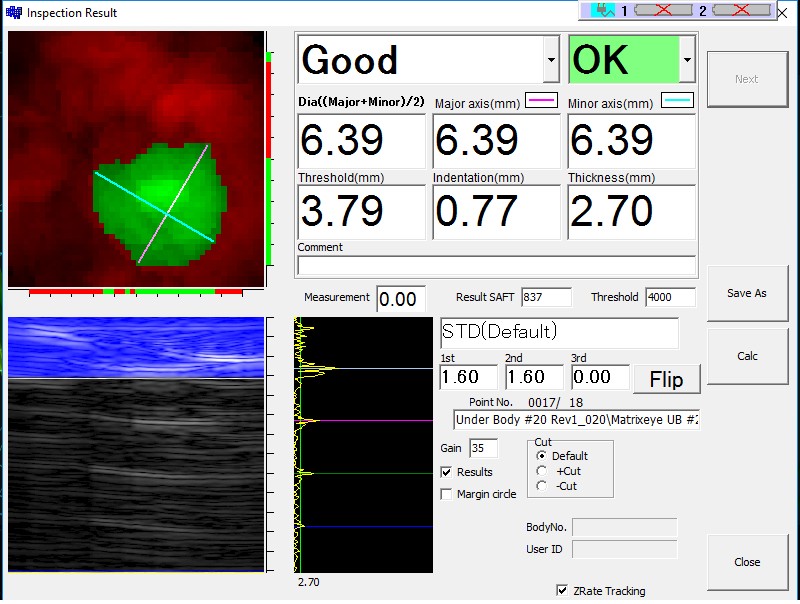 Inspection Result
1 2
Good OK
Next
Dia((Major+Minor)/2) Major axis(mm) Minor axis(mm)
6.39 6.39 6.39
Threshold(mm) Indentation(mm) Thickness(mm)
3.79 0.77 2.70
Comment
Measurement 0.00 Result SAFT 837 Threshold 4000
Save As
STD(Default)
Calc
1st 2nd 3rd
1.60 1.60 0.00 Flip
Point No. 0017/ 18
Under Body #20 Rev1_020\Matrixeye UB #2
Gain 35
Cut
Default
Results
+Cut
-Cut
Margin circle
BodyNo.
User ID
Close
2.70
ZRate Tracking